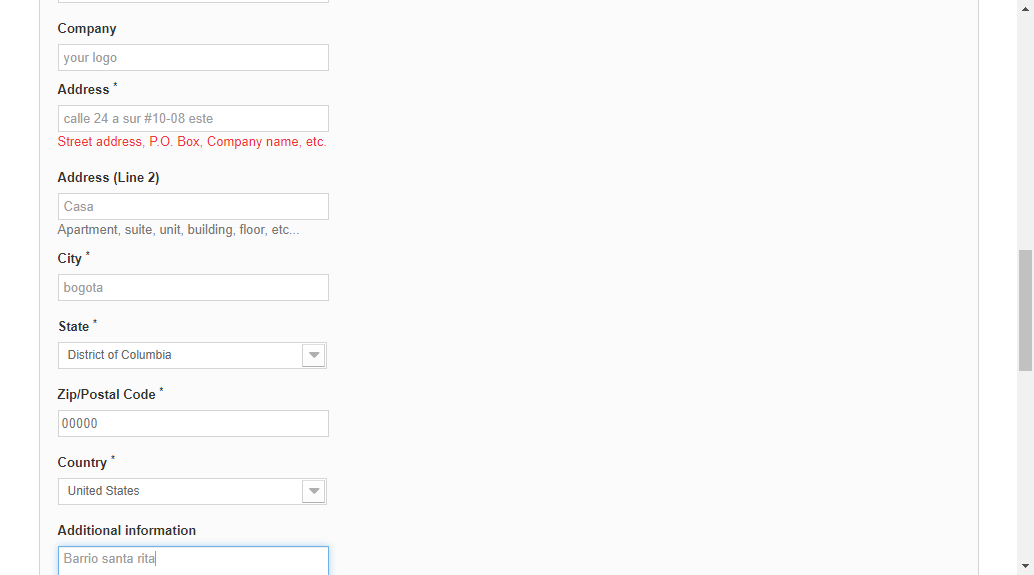 Company
your logo
Address *
calle 24 a sur #10-08 este
Street address, P.O. Box, Company name, etc.
Address (Line 2)
Casa
Apartment, suite, unit, building, floor, etc...
City *
bogota
State *
District of Columbia
Zip/Postal Code *
00000
Country *
United States
Additional information
Barrio santa rita